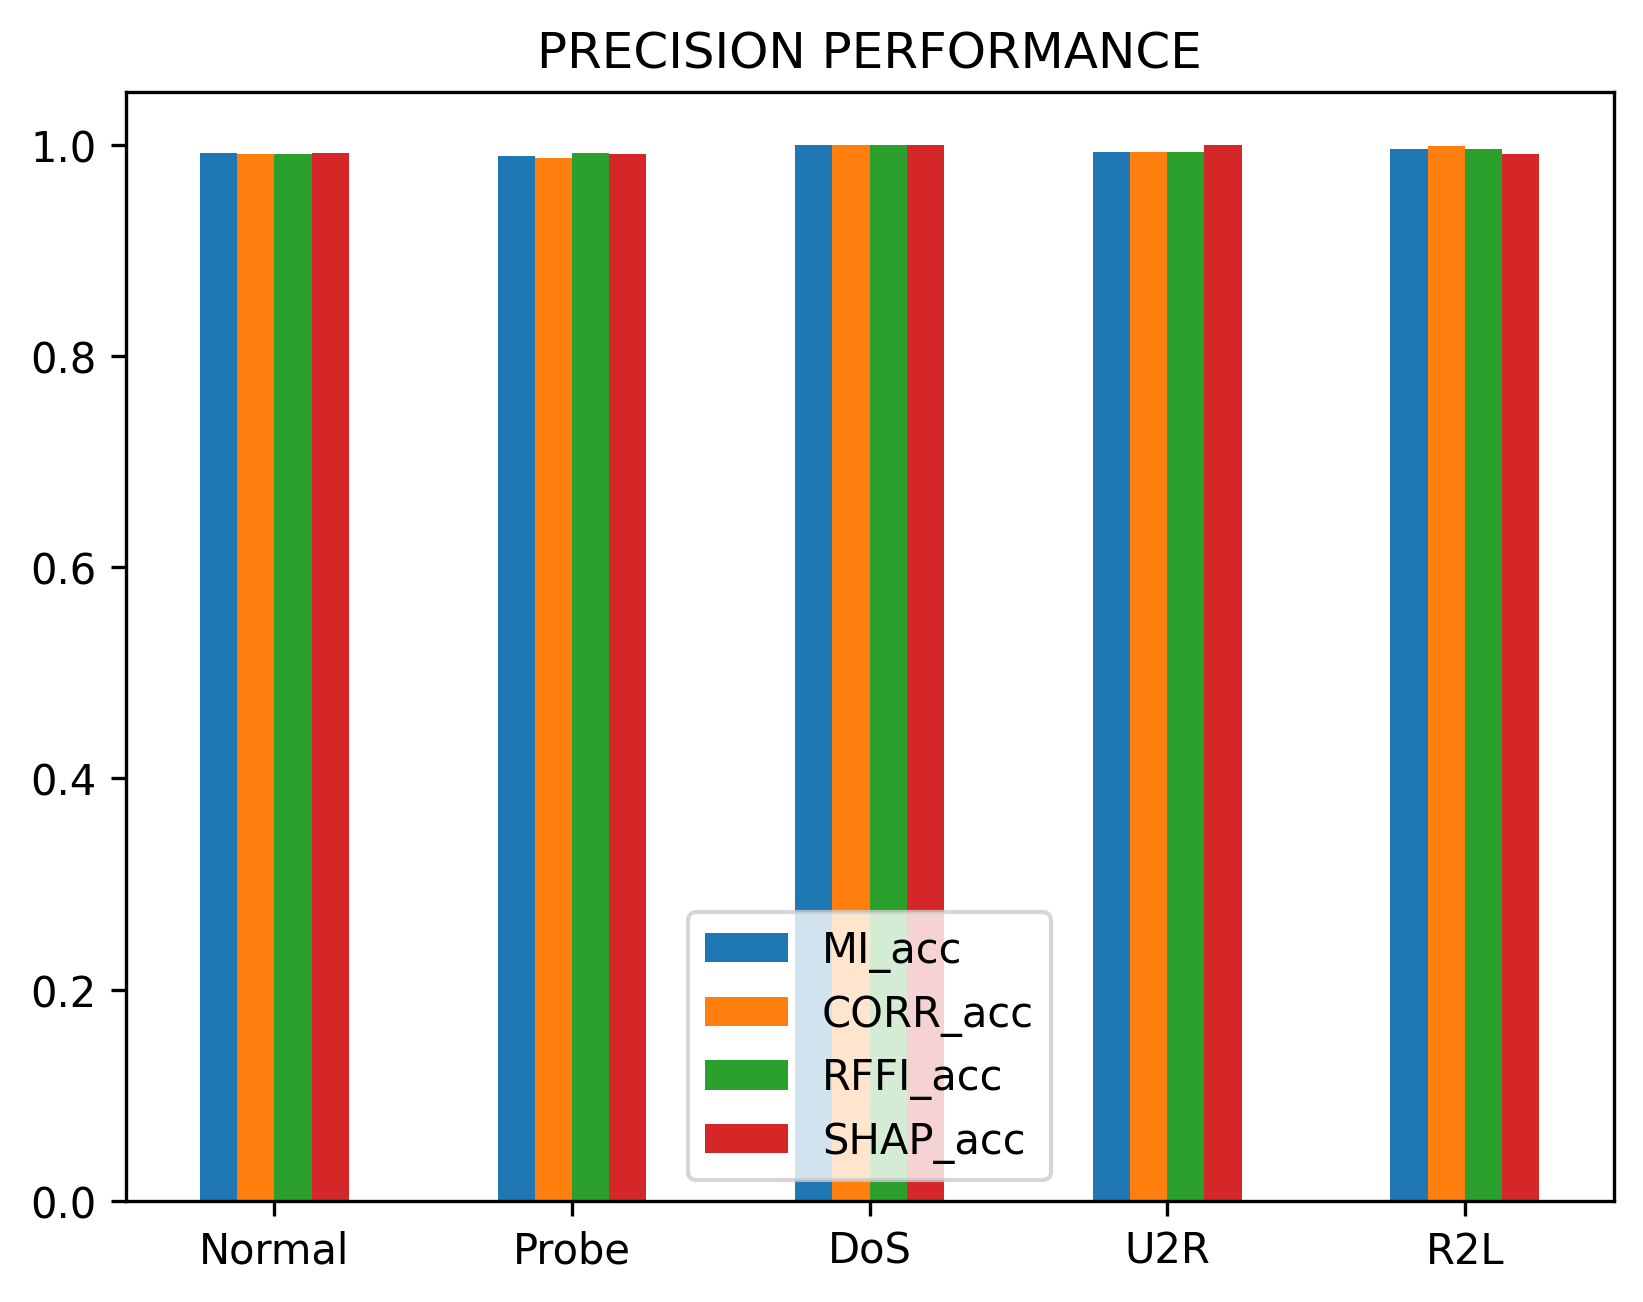 PRECISION PERFORMANCE
1.0
0.8
0.6
0.4
0.2
0.0
MI_acc
CORR_acc
RFFI_acc
SHAP_acc
Normal Probe DoS U2R R2L